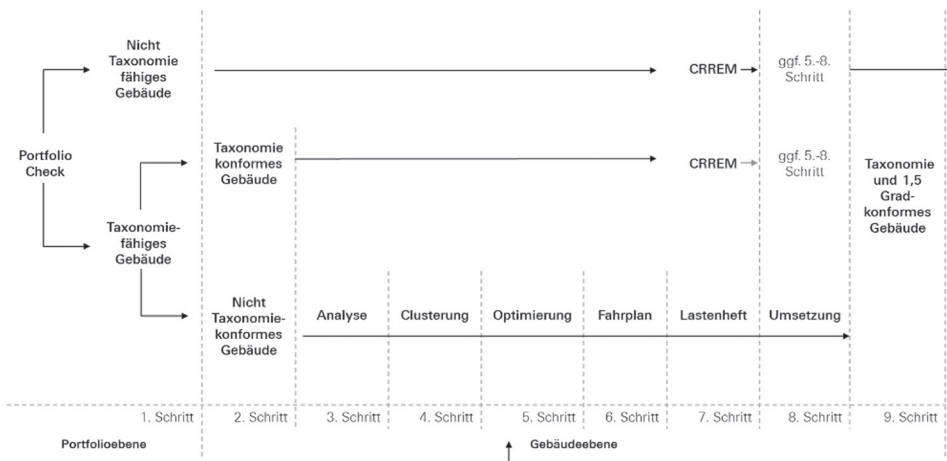 Nicht
Taxonomie
fähiges
Gebäude
CRREM
ggf. 5.-8.
Schritt
Portfolio
Check
Taxonomie
konformes
Gebäude
CRREM
ggf. 5.-8.
Schritt
Taxonomie
und 1,5
Grad-
konformes
Gebäude
Taxonomie-
fähiges
Gebäude
Nicht
Taxonomie-
konformes
Gebäude
Analyse
Clusterung
Optimierung
Fahrplan
Lastenheft
Umsetzung
1. Schritt
2. Schritt
3. Schritt
4. Schritt
5. Schritt
6. Schritt
7. Schritt
8. Schritt
9. Schritt
Portfolioebene
Gebäudeebene